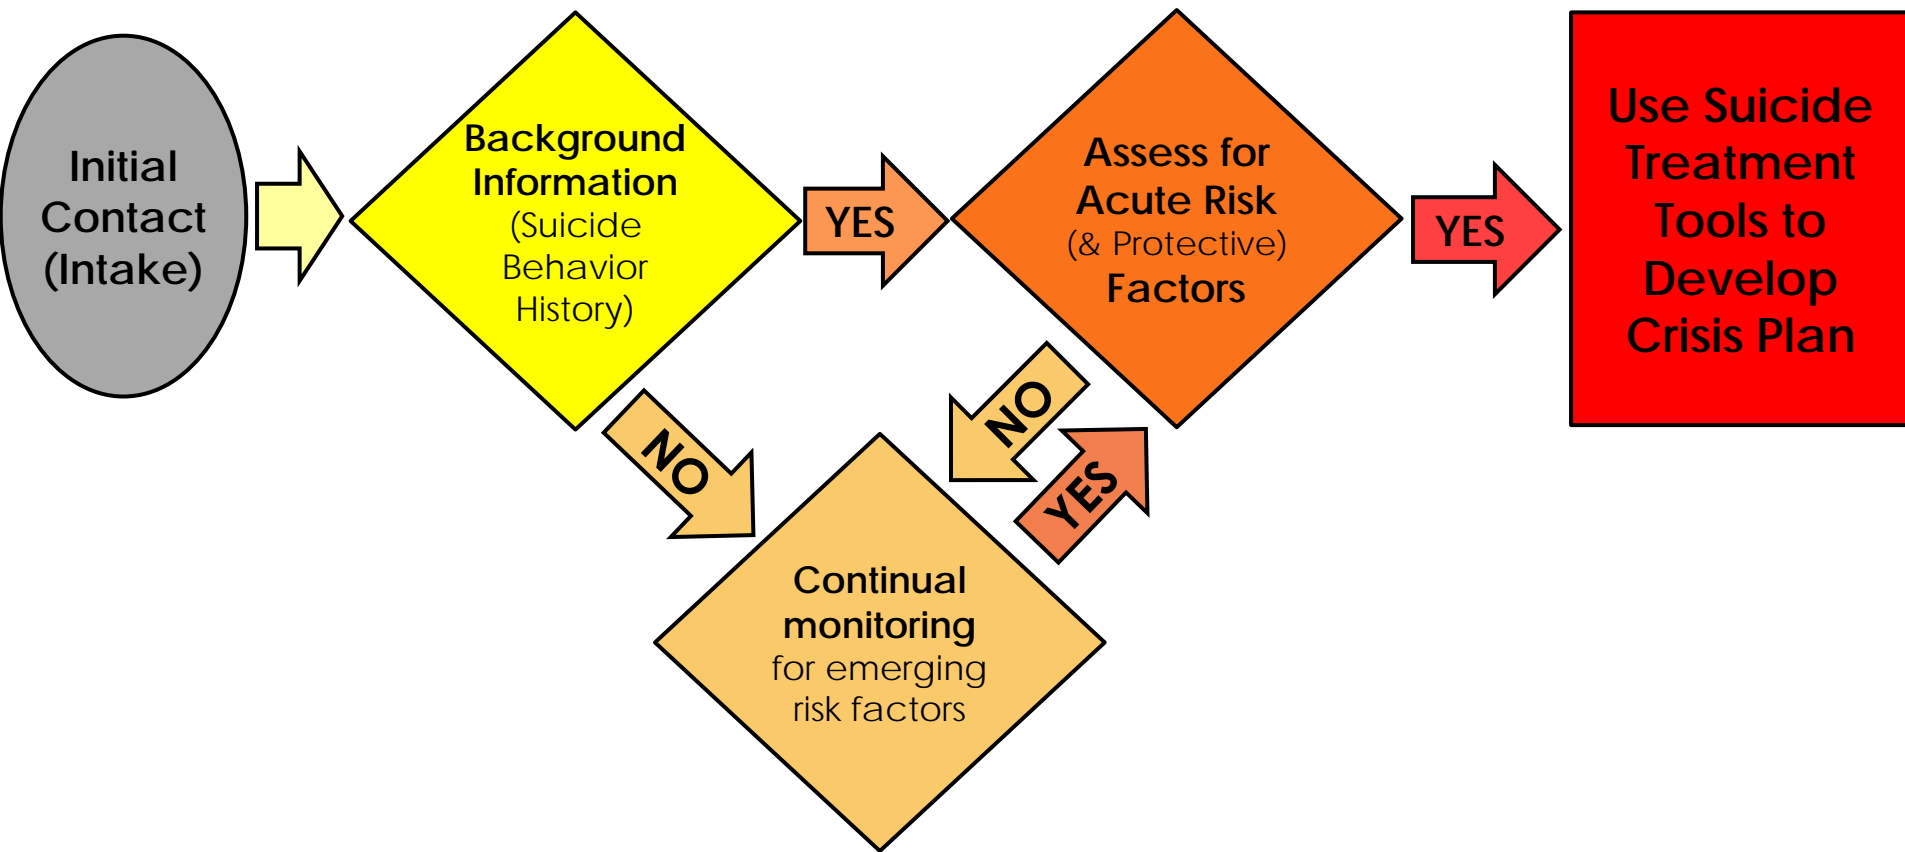 Initial
Contact
(Intake)
Background
Information
(Suicide
Behavior
History)
YES
Assess for
Acute Risk
(& Protective)
Factors
YES
Use Suicide
Treatment
Tools to
Develop
Crisis Plan
NO
NO
YES
Continual
monitoring
for emerging
risk factors